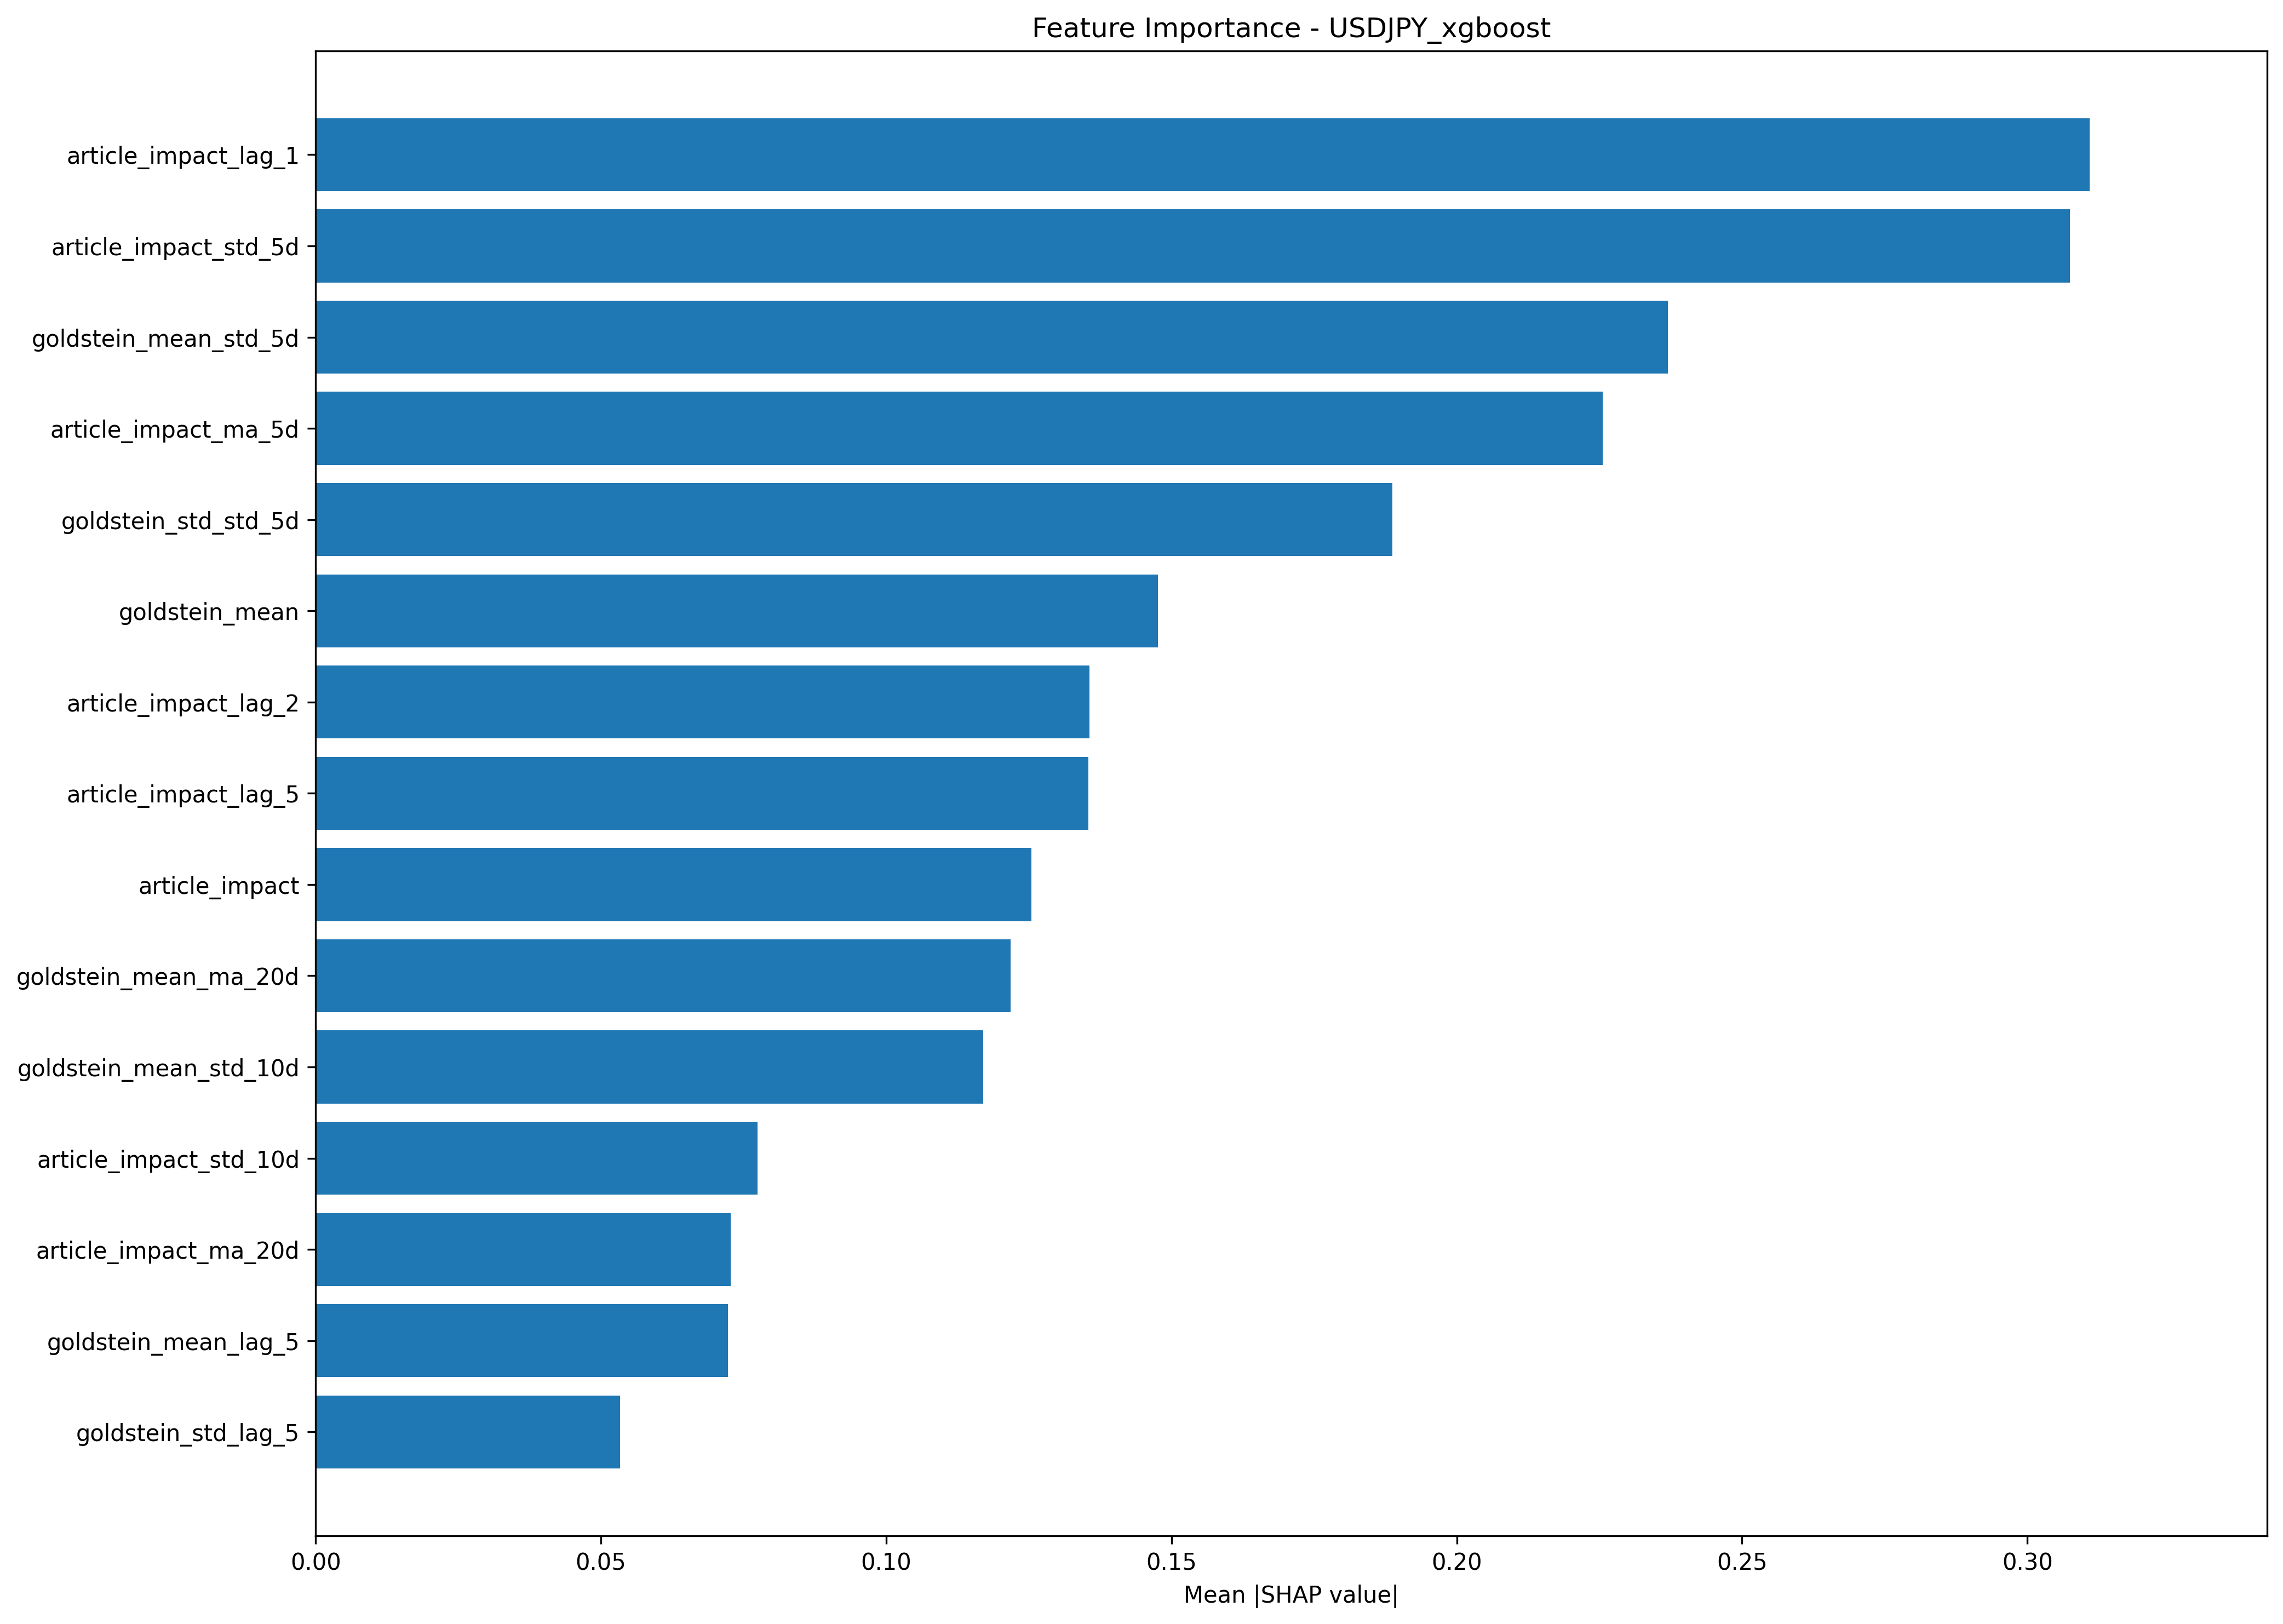 Feature Importance - USDJPY_xgboost
article_impact_lag_1
article_impact_std_5d
goldstein_mean_std_5d
article_impact_ma_5d
goldstein_std_std_5d
goldstein_mean
article_impact_lag_2
article_impact_lag_5
article_impact
goldstein_mean_ma_20d
goldstein_mean_std_10d
article_impact_std_10d
article_impact_ma_20d
goldstein_mean_lag_5
goldstein_std_lag_5
0.00 0.05 0.10 0.15 0.20 0.25 0.30
Mean |SHAP value|